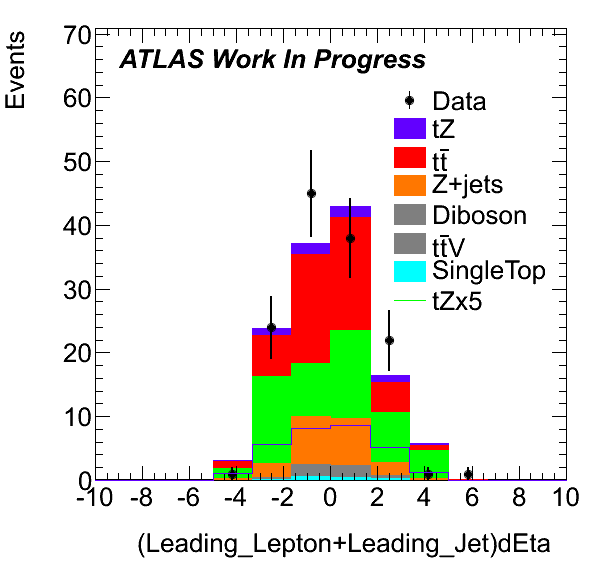 Events
70
60
50
40
30
20
10
0
ATLAS Work In Progress
Data
tZ
tt̄
Z+jets
Diboson
tt̄V
SingleTop
tZx5
-10 -8 -6 -4 -2 0 2 4 6 8 10
(Leading_Lepton+Leading_Jet)dEta